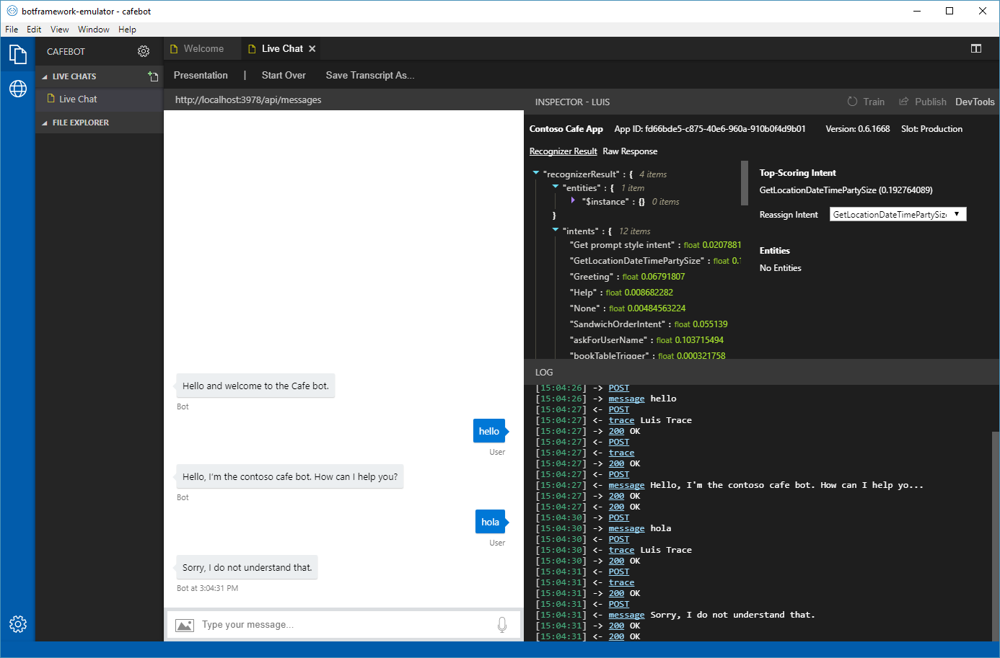 botframework-emulator - cafebot
File Edit View Window Help
CAFEBOT
LIVE CHATS
Live Chat
FILE EXPLORER
Welcome
Live Chat
Presentation | Start Over Save Transcript As...
http://localhost:3978/api/messages
Hello and welcome to the Cafe bot.
Bot
hello
User
Hello, I'm the contoso cafe bot. How can I help you?
Bot
hola
User
Sorry, I do not understand that.
Bot at 3:04:31 PM
Type your message...
INSPECTOR - LUIS
Train Publish DevTools
Contoso Cafe App App ID: fd66bde5-c875-40e6-960a-910b0f4d9b01 Version: 0.6.1668 Slot: Production
Recognizer Result Raw Response
"recognizerResult" : { 4 items
"entities" : { 1 item
"$instance" : {} 0 items
}
"intents" : { 12 items
"Get prompt style intent" : float 0.0207881
"GetLocationDateTimePartySize" : float 0.1
"Greeting" : float 0.06791807
"Help" : float 0.008682282
"None" : float 0.00484563224
"SandwichOrderIntent" : float 0.055139
"askForUserName" : float 0.103715494
"bookTableTrigger" : float 0.000321758
Top-Scoring Intent
GetLocationDateTimePartySize (0.192764089)
Reassign Intent GetLocationDateTimePartySiz
Entities
No Entities
LOG
[15:04:26] -> POST
[15:04:26] -> message hello
[15:04:27] <- POST
[15:04:27] <- trace Luis Trace
[15:04:27] -> 200 OK
[15:04:27] <- POST
[15:04:27] <- trace
[15:04:27] -> 200 OK
[15:04:27] <- POST
[15:04:27] <- message Hello, I'm the contoso cafe bot. How can I help yo...
[15:04:27] -> 200 OK
[15:04:27] <- 200 OK
[15:04:30] -> POST
[15:04:30] -> message hola
[15:04:30] <- POST
[15:04:30] <- trace Luis Trace
[15:04:30] -> 200 OK
[15:04:31] <- POST
[15:04:31] <- trace
[15:04:31] -> 200 OK
[15:04:31] <- POST
[15:04:31] <- message Sorry, I do not understand that.
[15:04:31] -> 200 OK
[15:04:31] <- 200 OK